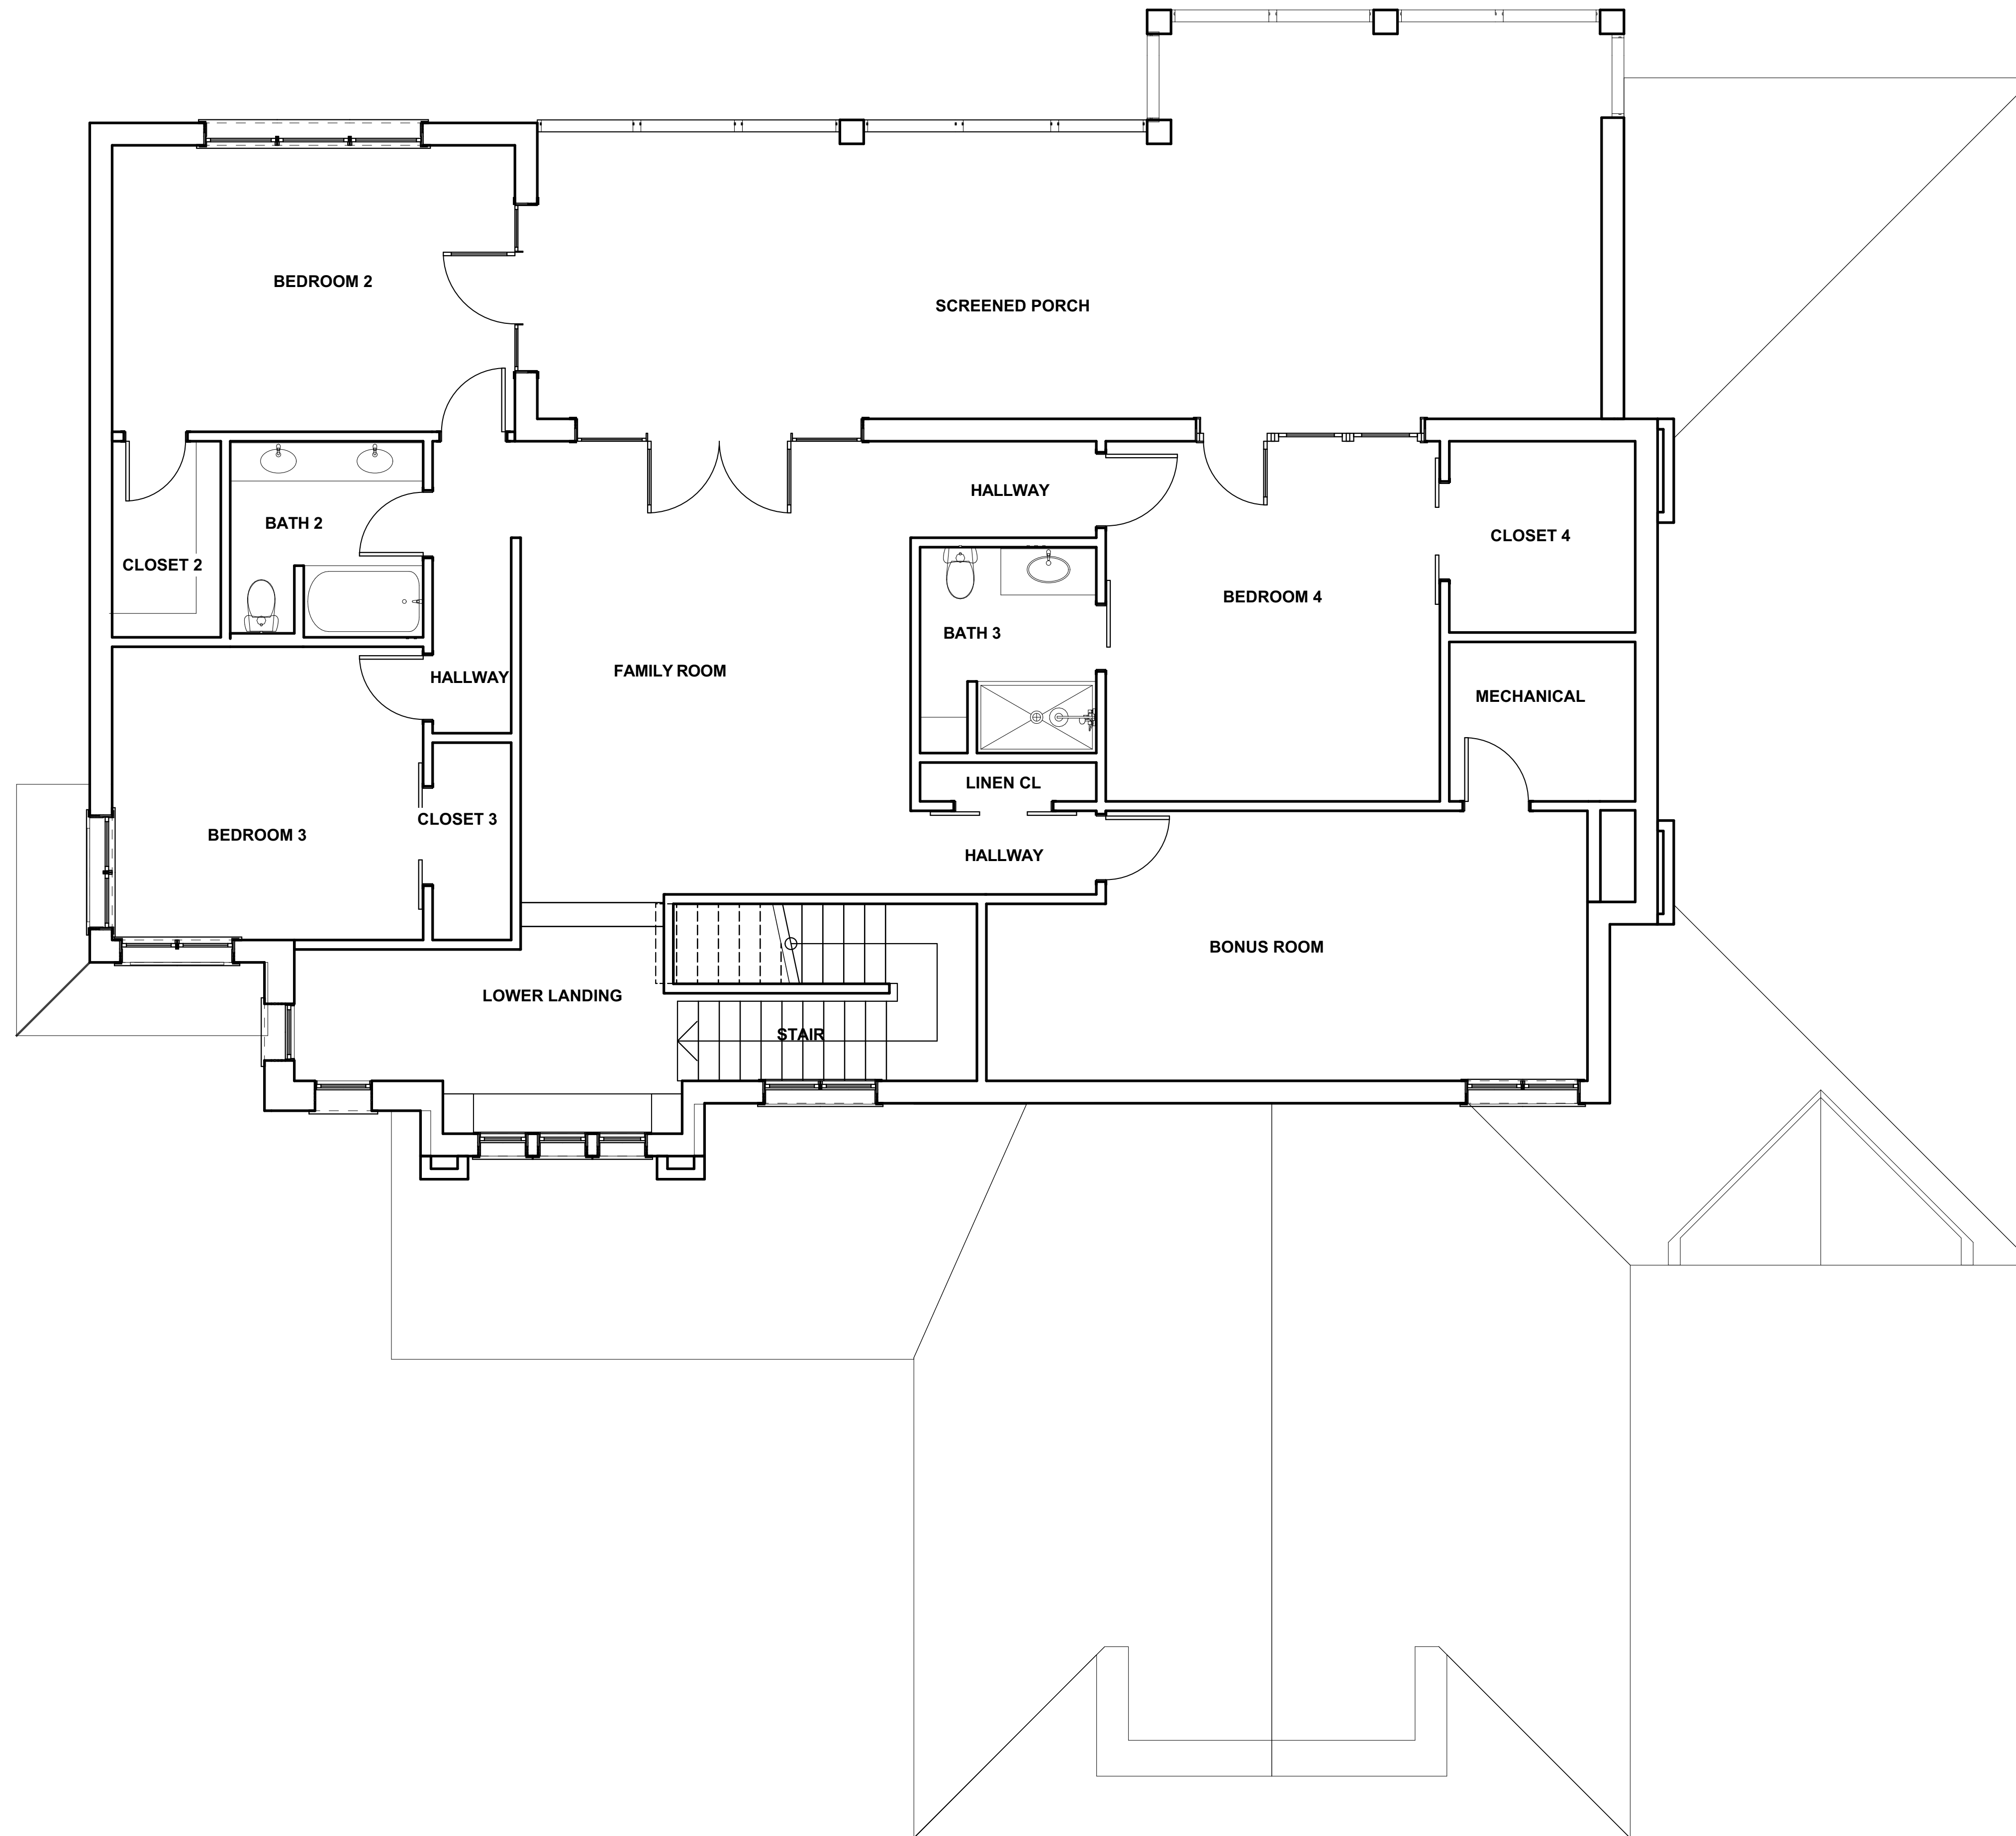 BEDROOM 2
SCREENED PORCH
HALLWAY
BATH 2
CLOSET 4
CLOSET 2
BEDROOM 4
BATH 3
FAMILY ROOM
HALLWAY
MECHANICAL
LINEN CL
CLOSET 3
BEDROOM 3
HALLWAY
BONUS ROOM
LOWER LANDING
STAIR